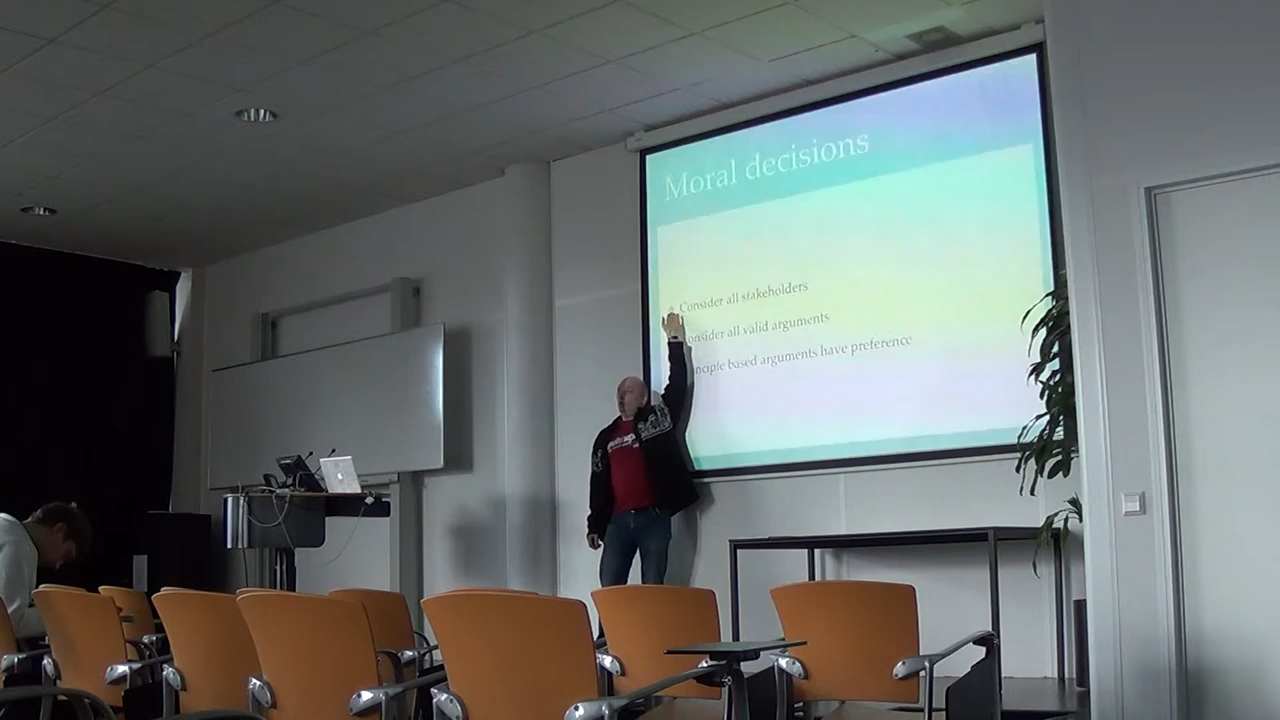 Moral decisions
Consider all stakeholders
onsider all valid arguments
nciple based arguments have preference